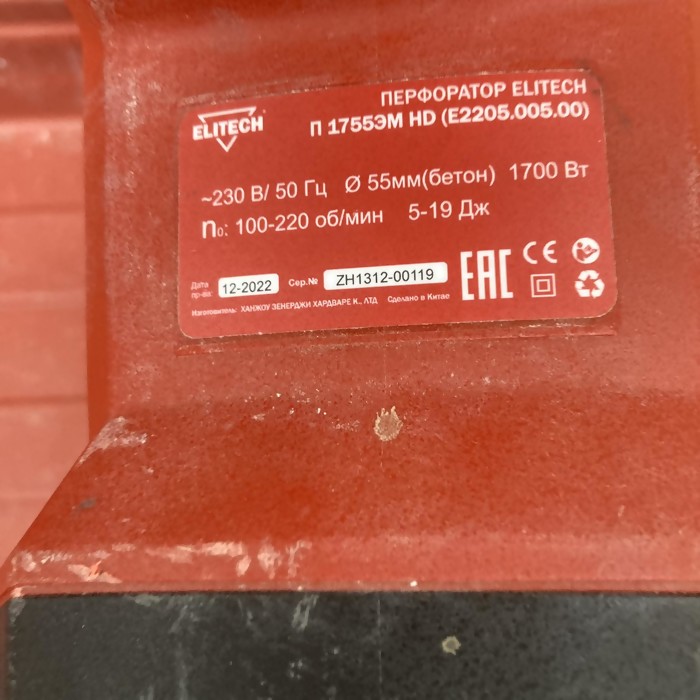 ELITECH
ПЕРФОРАТОР ELITECH
П 1755ЭМ HD (E2205.005.00)
~230 В/ 50 Гц Ø 55мм(бетон) 1700 Вт
n₀: 100-220 об/мин 5-19 Дж
Дата пр-ва: 12-2022 Сер.№ ZH1312-00119
Изготовитель: ХАНЖОУ ЗЕНЕРДЖИ ХАРДВАРЕ К., ЛТД Сделано в Китае
EAC CE